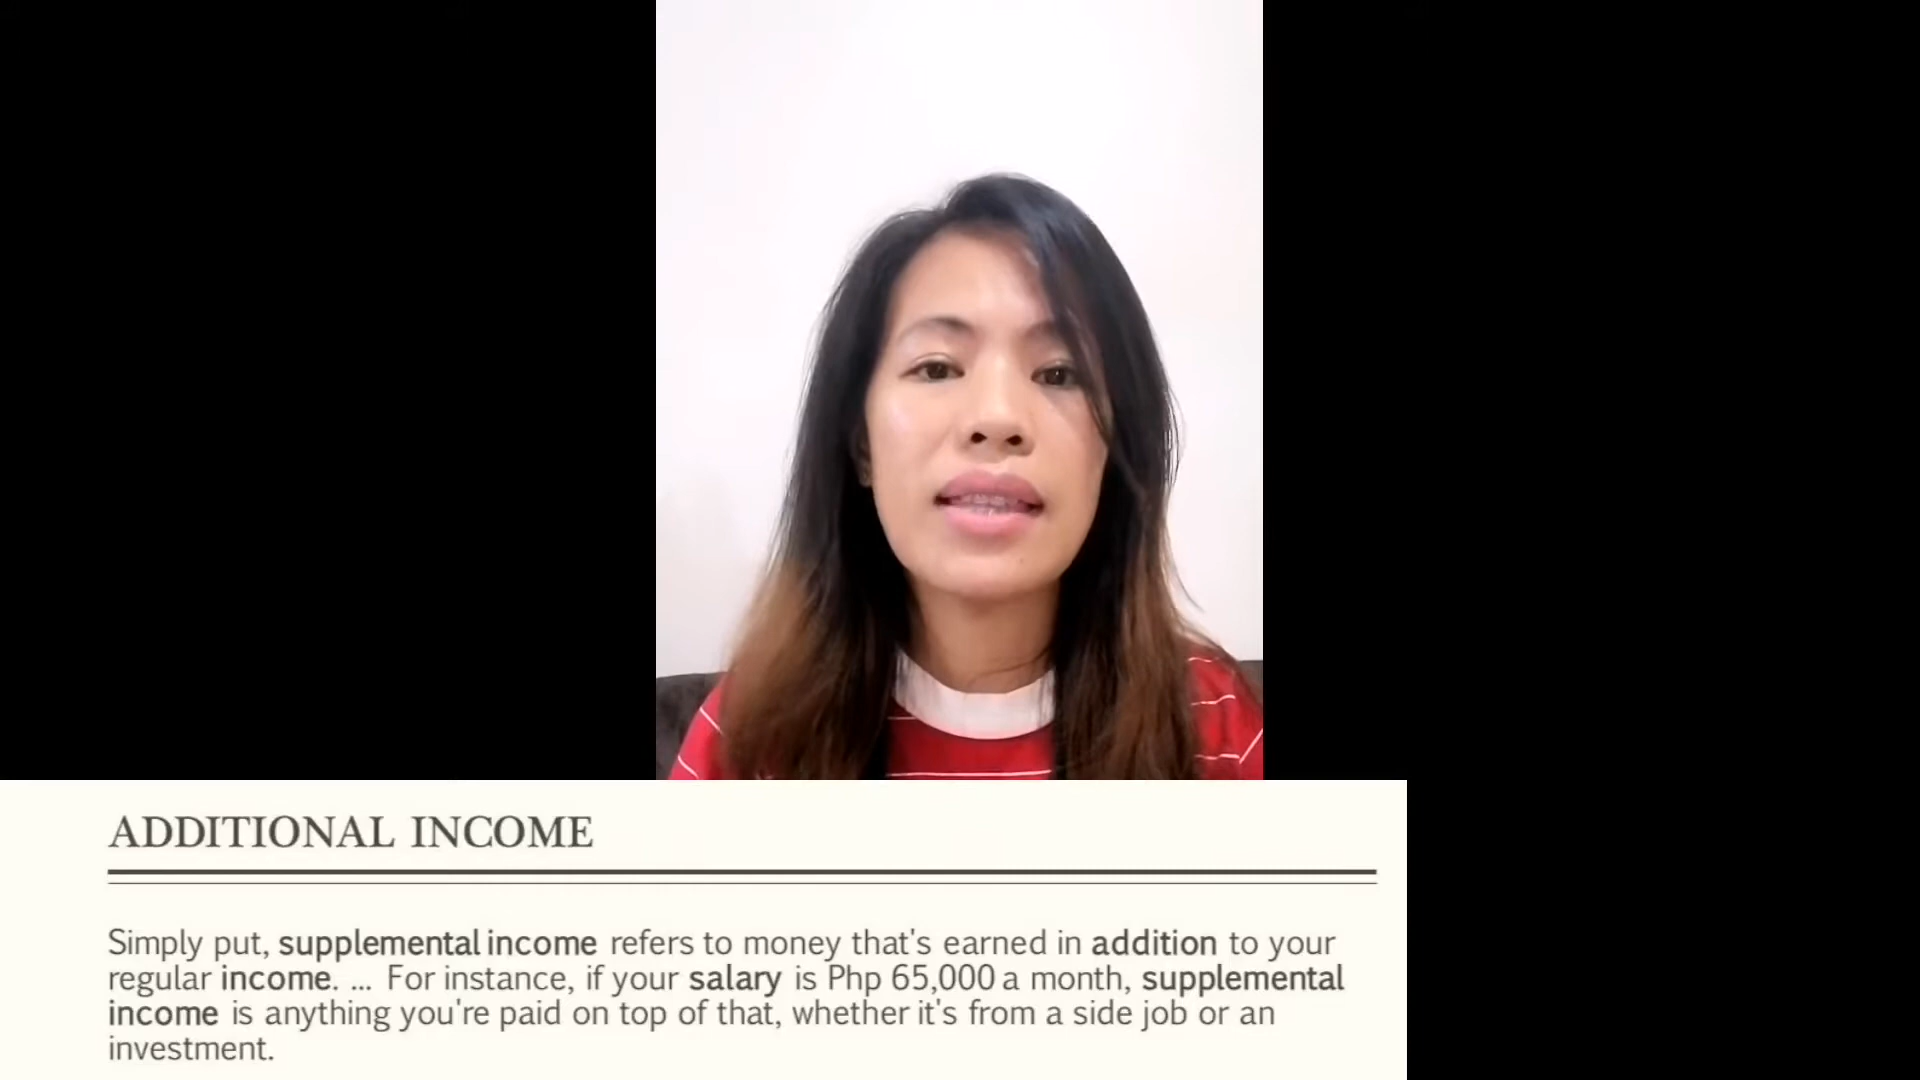 ADDITIONAL INCOME
Simply put, supplemental income refers to money that's earned in addition to your
regular income. ... For instance, if your salary is Php 65,000 a month, supplemental
income is anything you're paid on top of that, whether it's from a side job or an
investment.